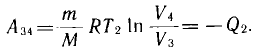 A₃₄ = m/M RT₂ ln V₄/V₃ = −Q₂.